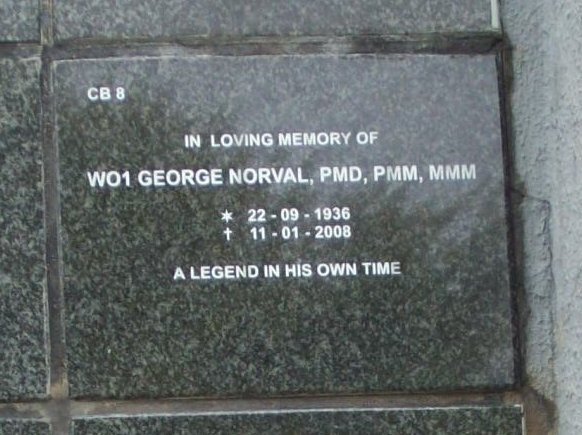 CB 8
IN LOVING MEMORY OF
WO1 GEORGE NORVAL, PMD, PMM, MMM
✶ 22 - 09 - 1936
† 11 - 01 - 2008
A LEGEND IN HIS OWN TIME